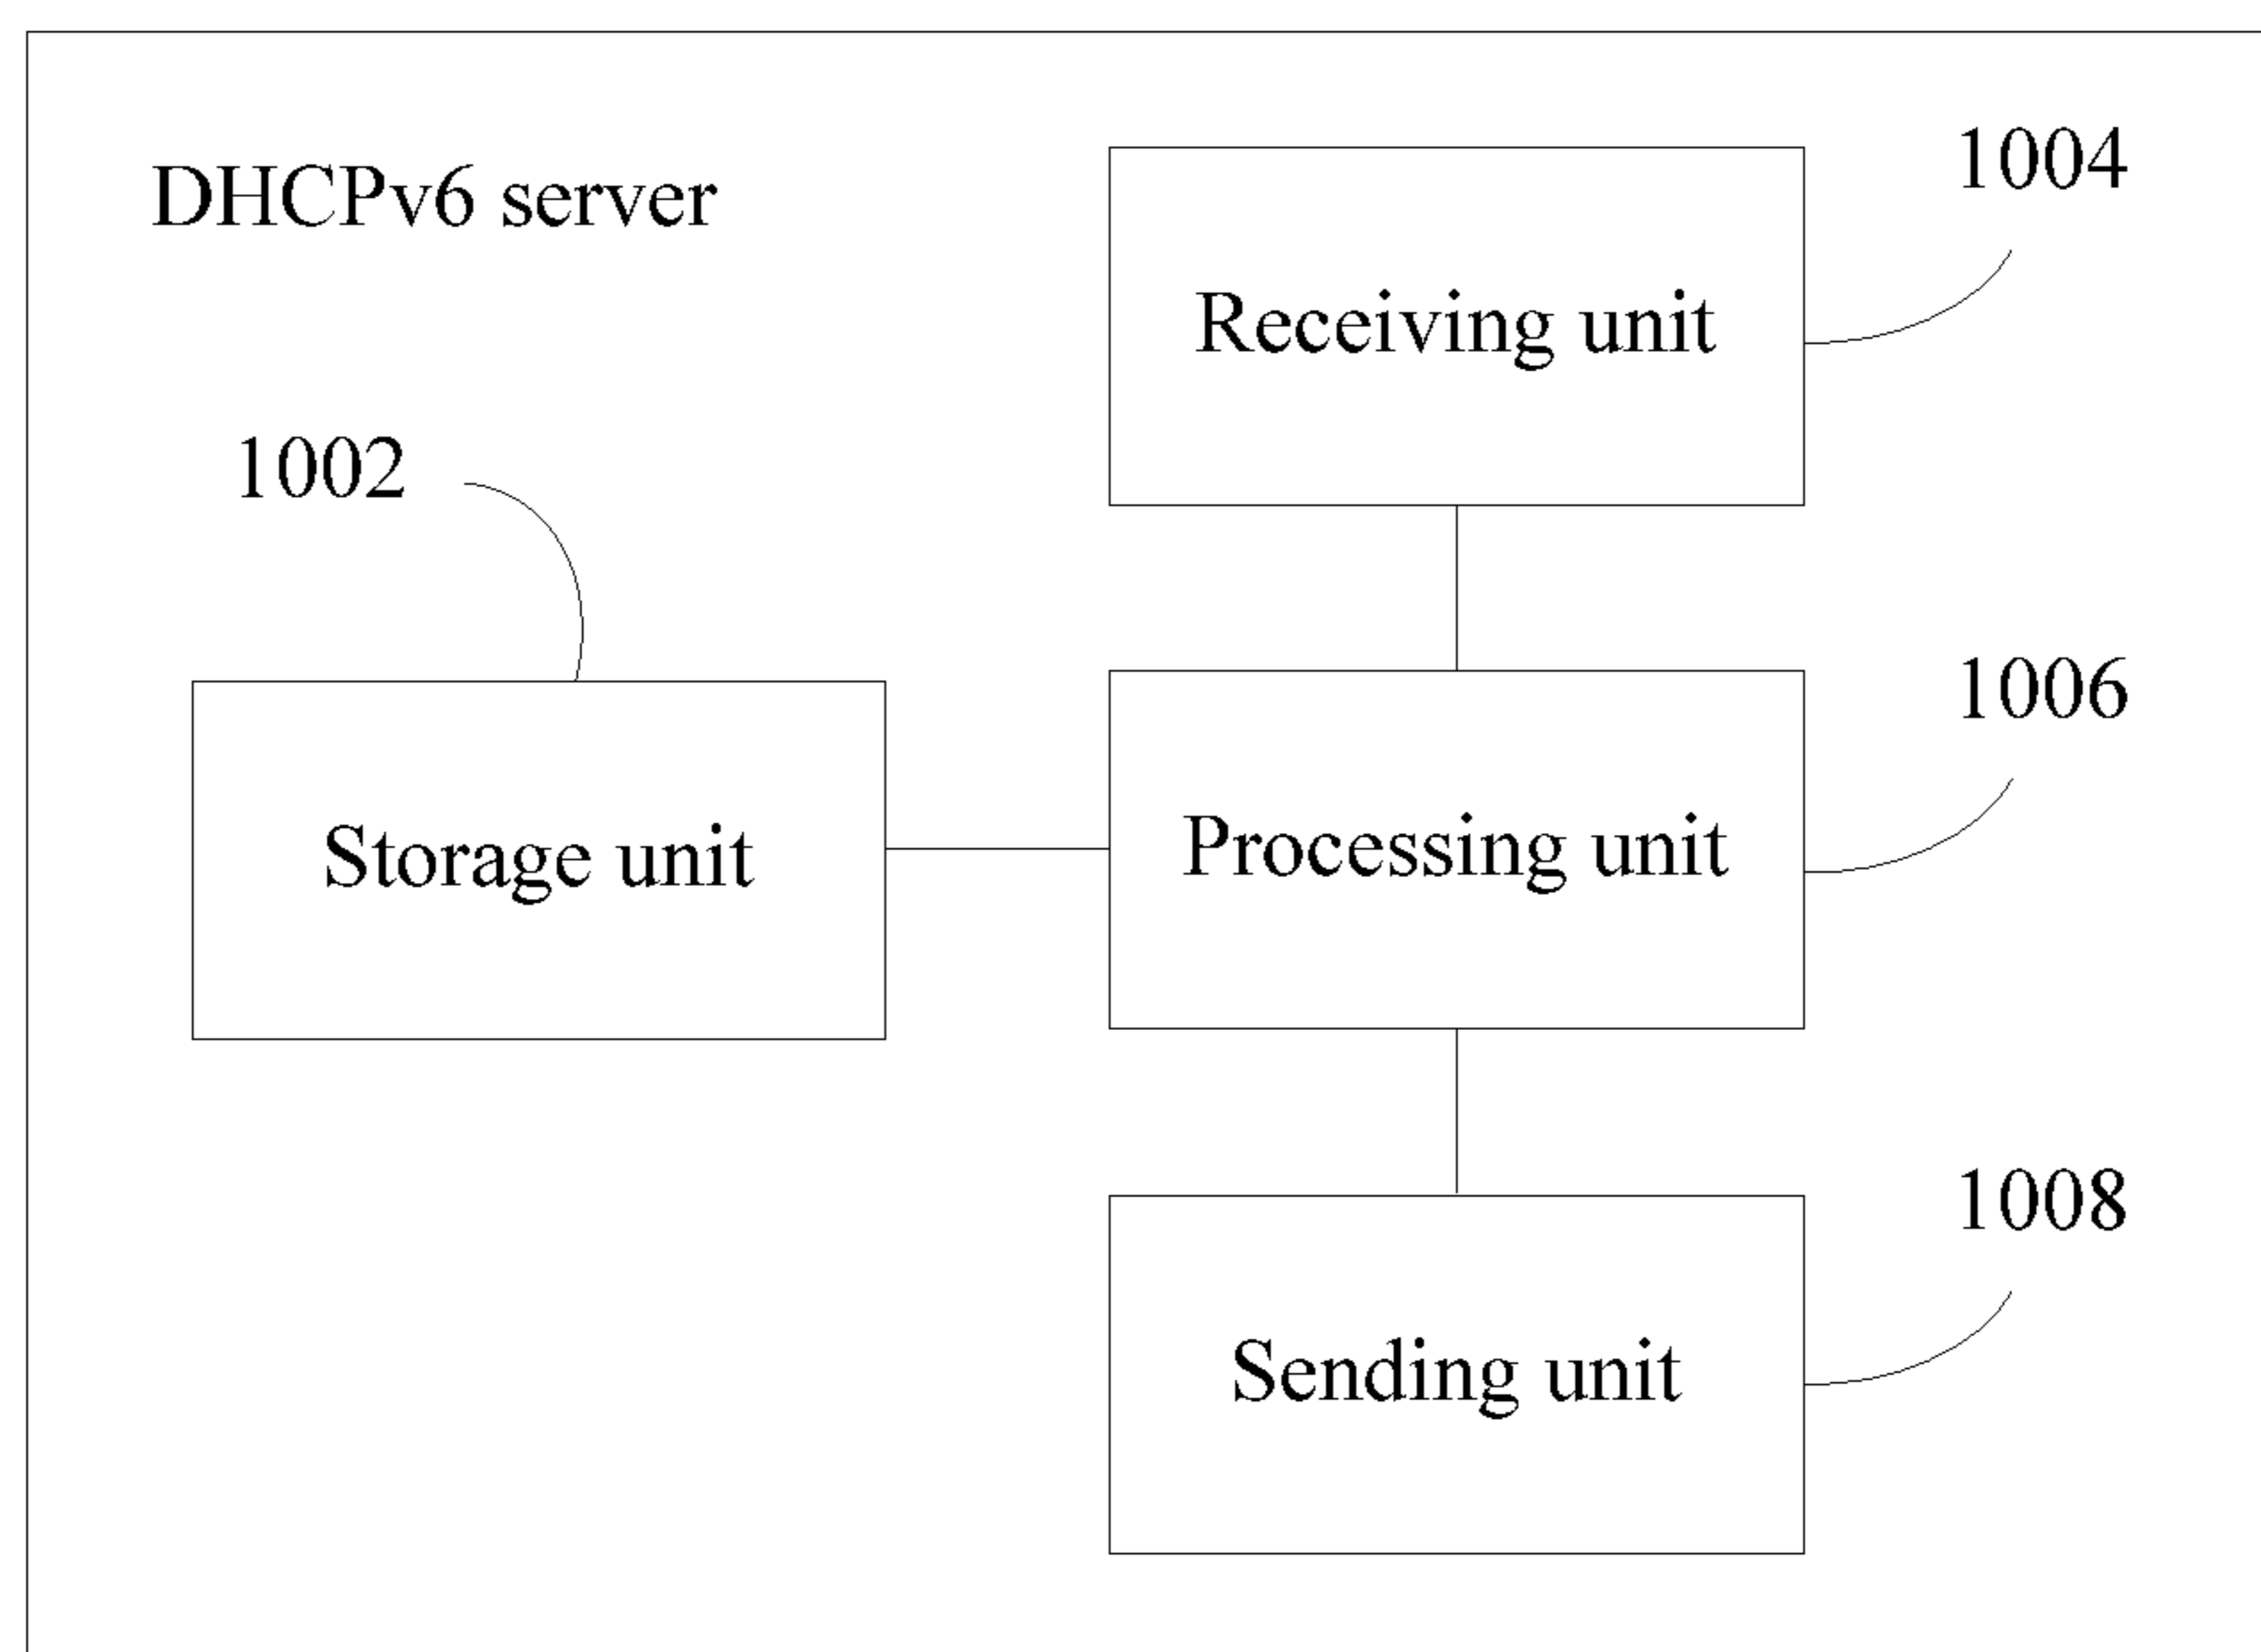 DHCPv6 server
1004
Receiving unit
1002
1006
Storage unit
Processing unit
1008
Sending unit